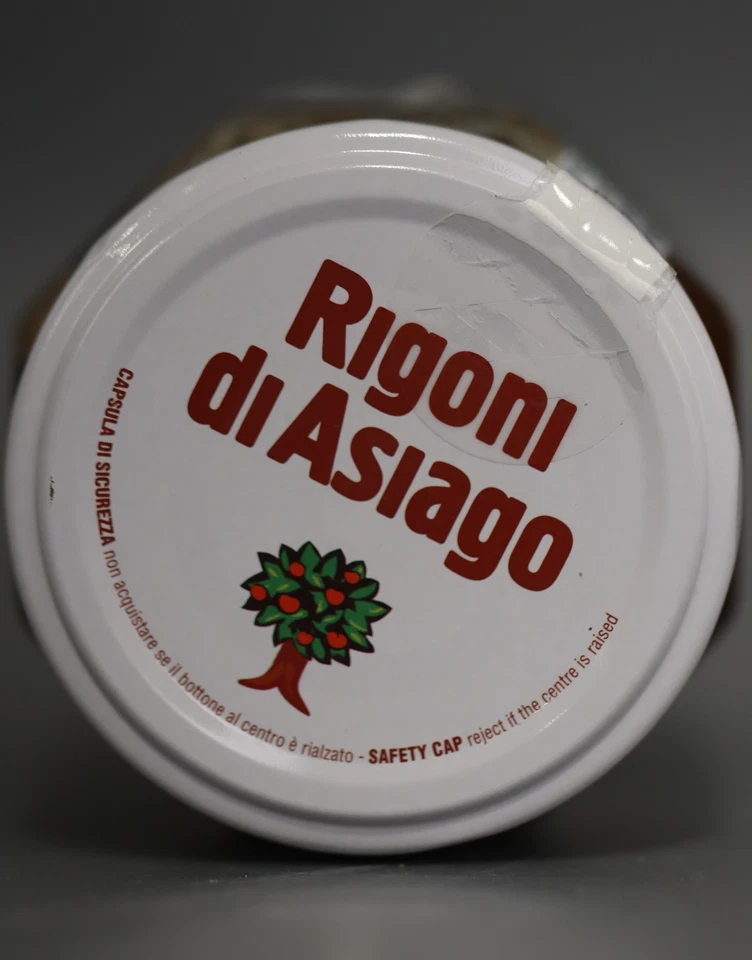 Rigoni
di Asiago
CAPSULA DI SICUREZZA non acquistare se il bottone al centro è rialzato - SAFETY CAP reject if the centre is raised